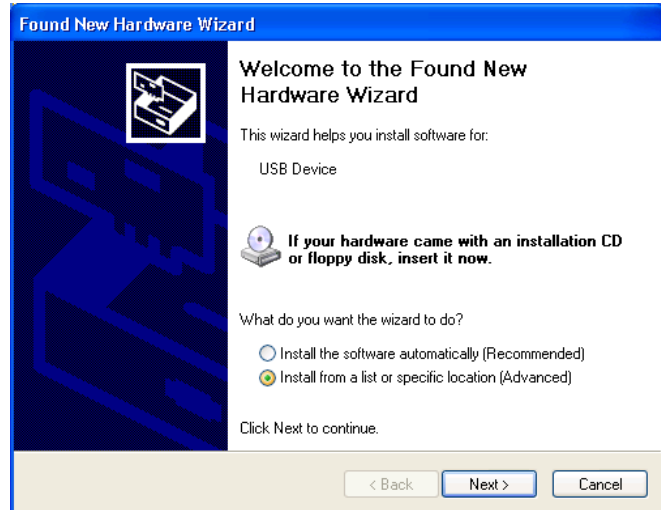 Found New Hardware Wizard
Welcome to the Found New
Hardware Wizard
This wizard helps you install software for:
USB Device
If your hardware came with an installation CD
or floppy disk, insert it now.
What do you want the wizard to do?
Install the software automatically (Recommended)
Install from a list or specific location (Advanced)
Click Next to continue.
< Back Next > Cancel